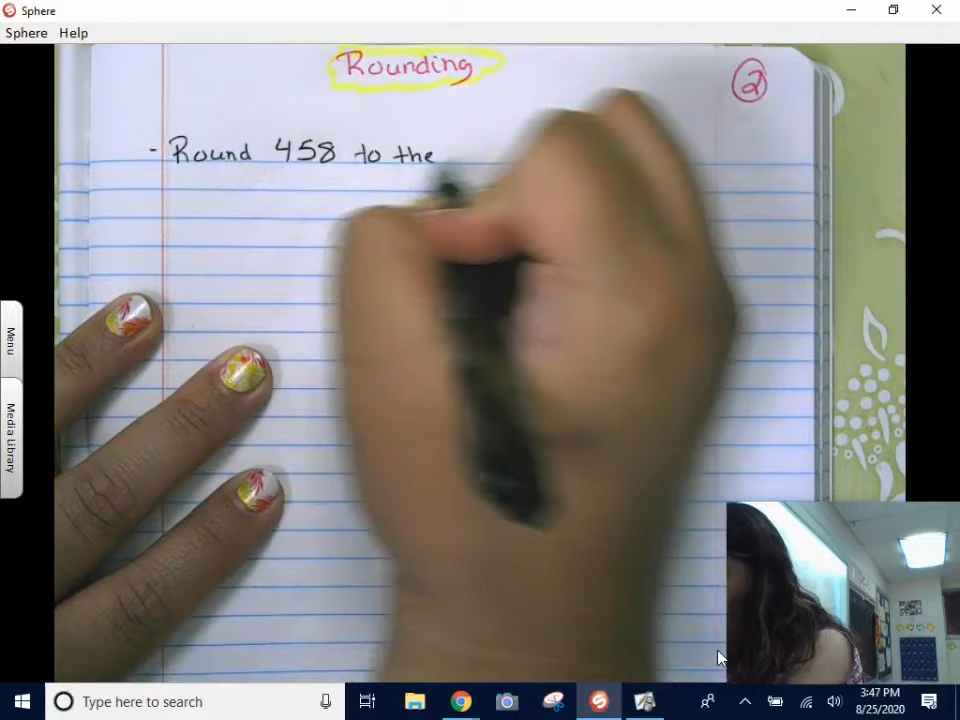 Sphere
Sphere Help
Rounding
2
- Round 458 to the
Menu
Media Library
Type here to search
3:47 PM
8/25/2020